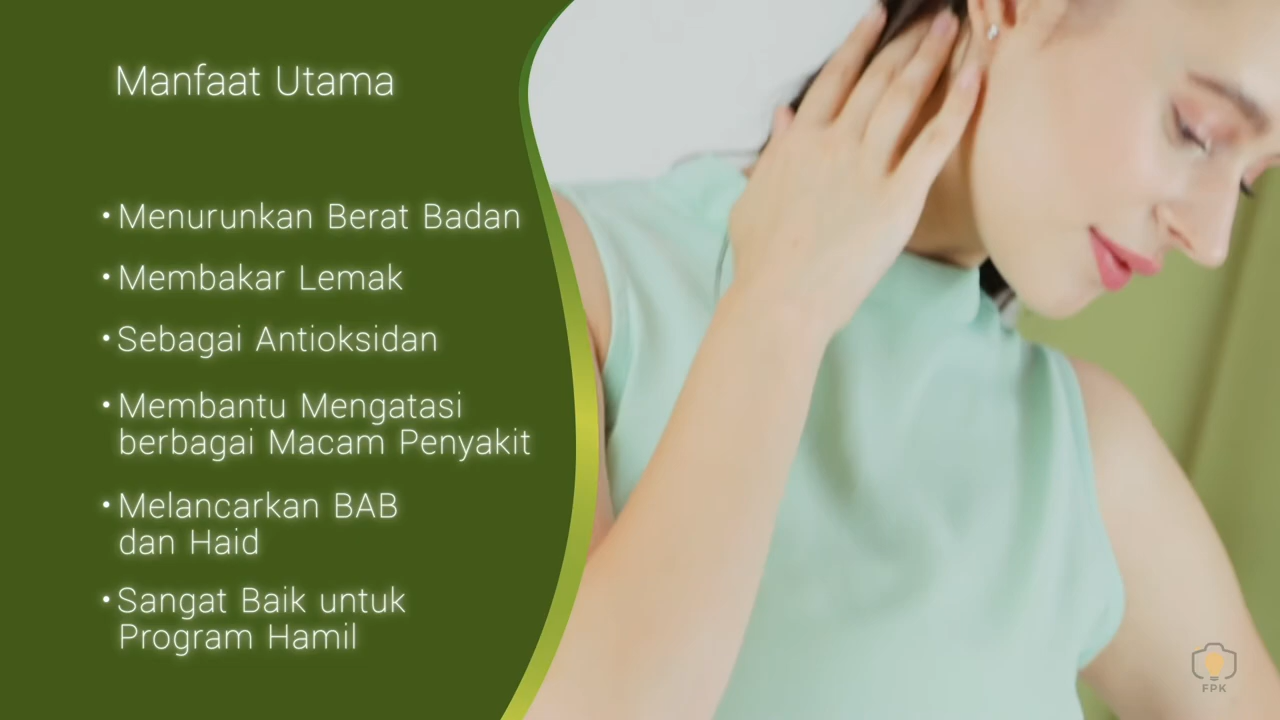 Manfaat Utama
• Menurunkan Berat Badan
• Membakar Lemak
• Sebagai Antioksidan
• Membantu Mengatasi
berbagai Macam Penyakit
• Melancarkan BAB
dan Haid
• Sangat Baik untuk
Program Hamil
FPK